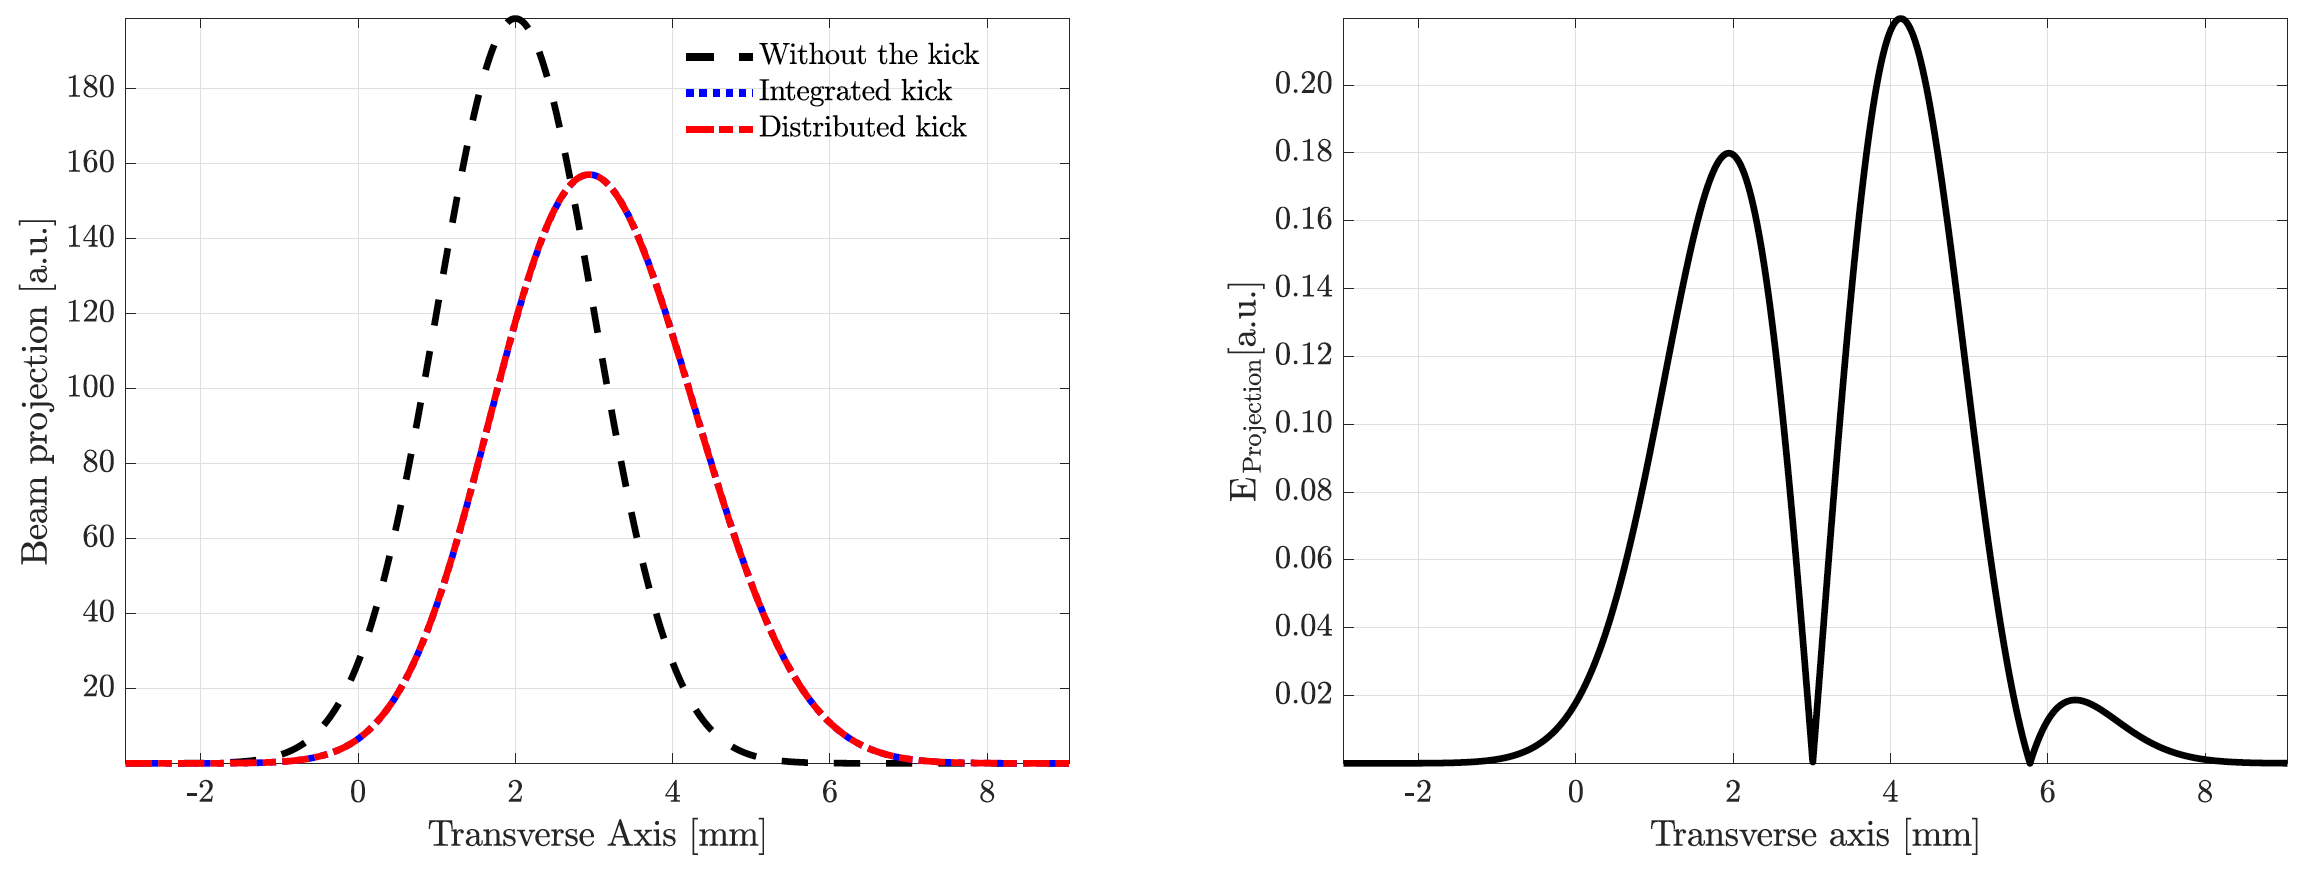 Beam projection [a.u.]
180
160
140
120
100
80
60
40
20
-2 0 2 4 6 8
Transverse Axis [mm]
Without the kick
Integrated kick
Distributed kick
EProjection[a.u.]
0.20
0.18
0.16
0.14
0.12
0.10
0.08
0.06
0.04
0.02
-2 0 2 4 6 8
Transverse axis [mm]